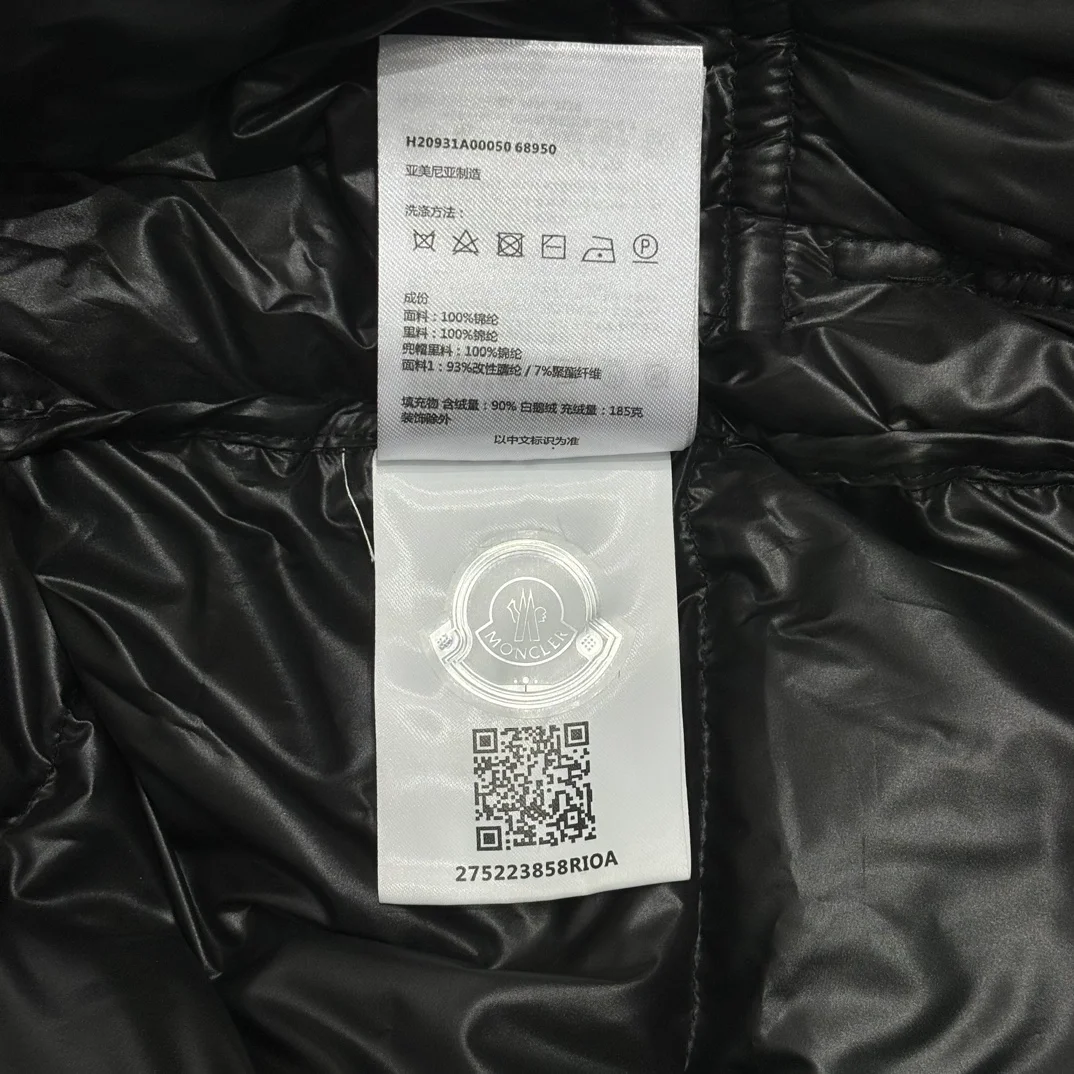 H20931A00050 68950
亚美尼亚制造
洗涤方法：
P
成份
面料：100%锦纶
里料：100%锦纶
兜帽里料：100%锦纶
面料1：93%改性腈纶 / 7%聚酯纤维
填充物 含绒量：90% 白鹅绒 充绒量：185克
装饰除外
以中文标识为准
MONCLER
275223858RIOA